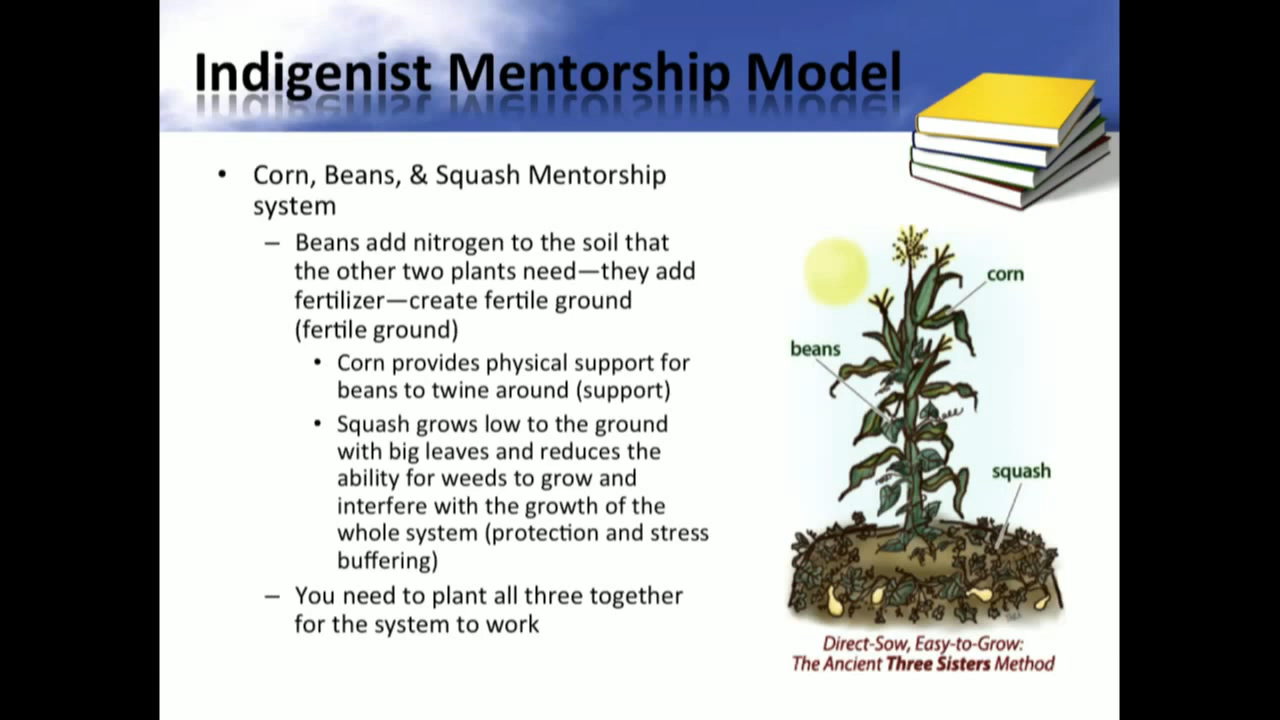 Indigenist Mentorship Model
• Corn, Beans, & Squash Mentorship
system
– Beans add nitrogen to the soil that
the other two plants need—they add
fertilizer—create fertile ground
(fertile ground)
• Corn provides physical support for
beans to twine around (support)
• Squash grows low to the ground
with big leaves and reduces the
ability for weeds to grow and
interfere with the growth of the
whole system (protection and stress
buffering)
– You need to plant all three together
for the system to work
corn
beans
squash
Direct-Sow, Easy-to-Grow:
The Ancient Three Sisters Method